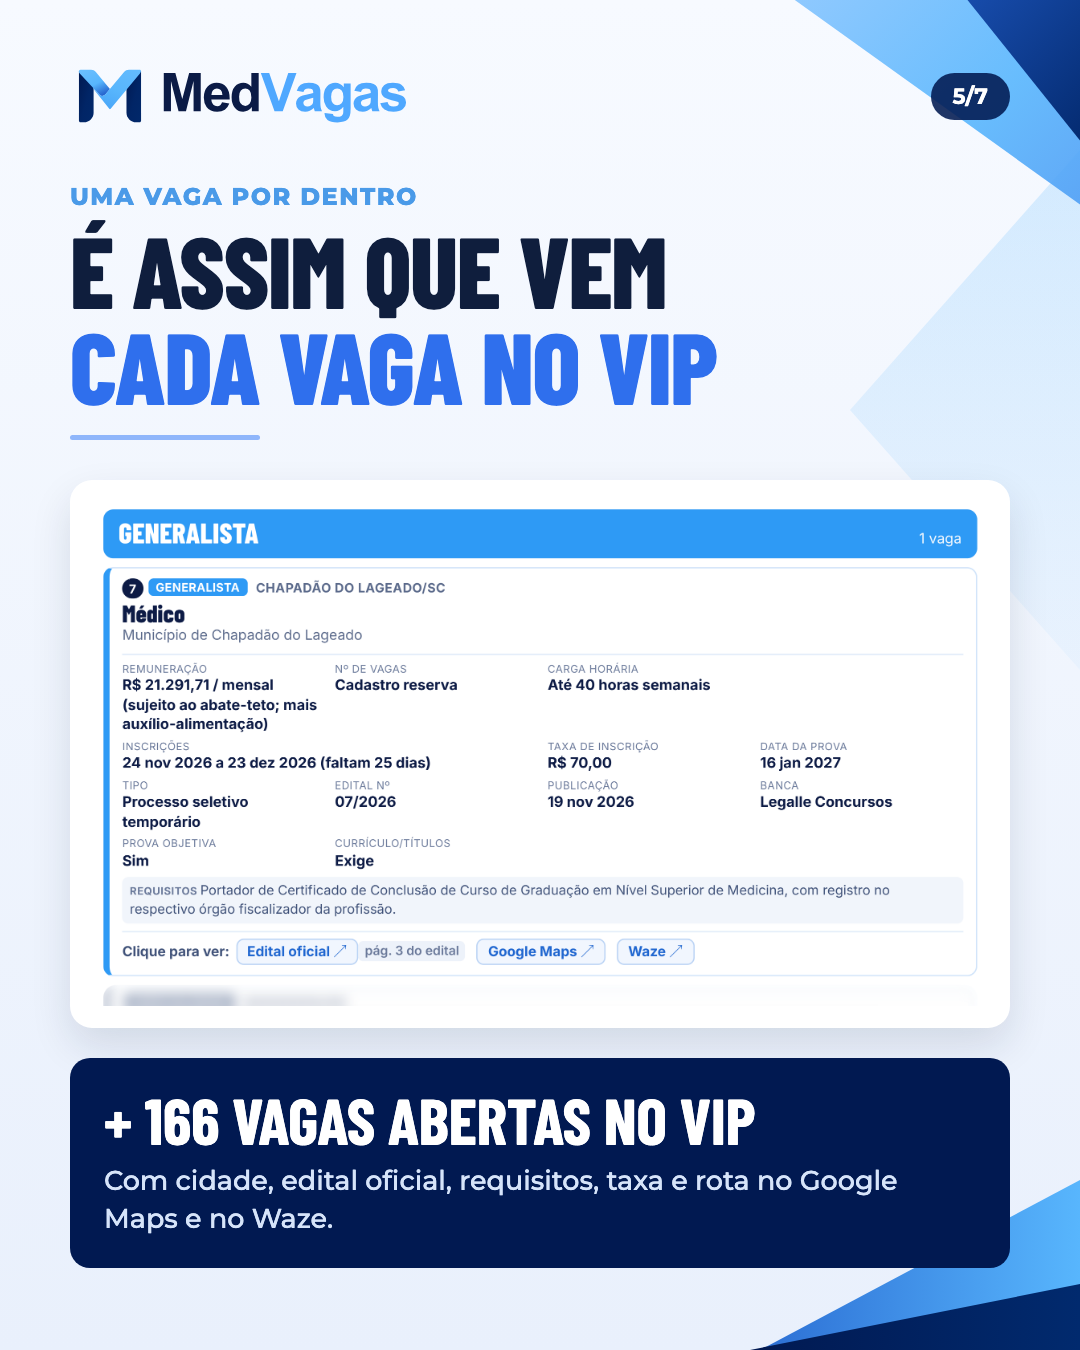 MedVagas
5/7
UMA VAGA POR DENTRO
É ASSIM QUE VEM
CADA VAGA NO VIP
GENERALISTA
1 vaga
7 GENERALISTA CHAPADÃO DO LAGEADO/SC
Médico
Município de Chapadão do Lageado
REMUNERAÇÃO Nº DE VAGAS CARGA HORÁRIA
R$ 21.291,71 / mensal Cadastro reserva Até 40 horas semanais
(sujeito ao abate-teto; mais
auxílio-alimentação)
INSCRIÇÕES TAXA DE INSCRIÇÃO DATA DA PROVA
24 nov 2026 a 23 dez 2026 (faltam 25 dias) R$ 70,00 16 jan 2027
TIPO EDITAL Nº PUBLICAÇÃO BANCA
Processo seletivo 07/2026 19 nov 2026 Legalle Concursos
temporário
PROVA OBJETIVA CURRÍCULO/TÍTULOS
Sim Exige
REQUISITOS Portador de Certificado de Conclusão de Curso de Graduação em Nível Superior de Medicina, com registro no
respectivo órgão fiscalizador da profissão.
Clique para ver: Edital oficial ↗ pág. 3 do edital Google Maps ↗ Waze ↗
+ 166 VAGAS ABERTAS NO VIP
Com cidade, edital oficial, requisitos, taxa e rota no Google
Maps e no Waze.